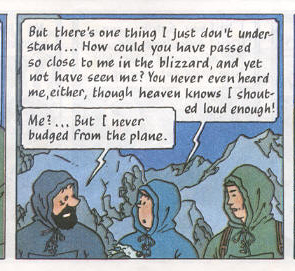 But there's one thing I just don't under-
stand... How could you have passed
so close to me in the blizzard, and yet
not have seen me? You never even heard
me, either, though heaven knows I shout-
ed loud enough!
Me?... But I never
budged from the plane.